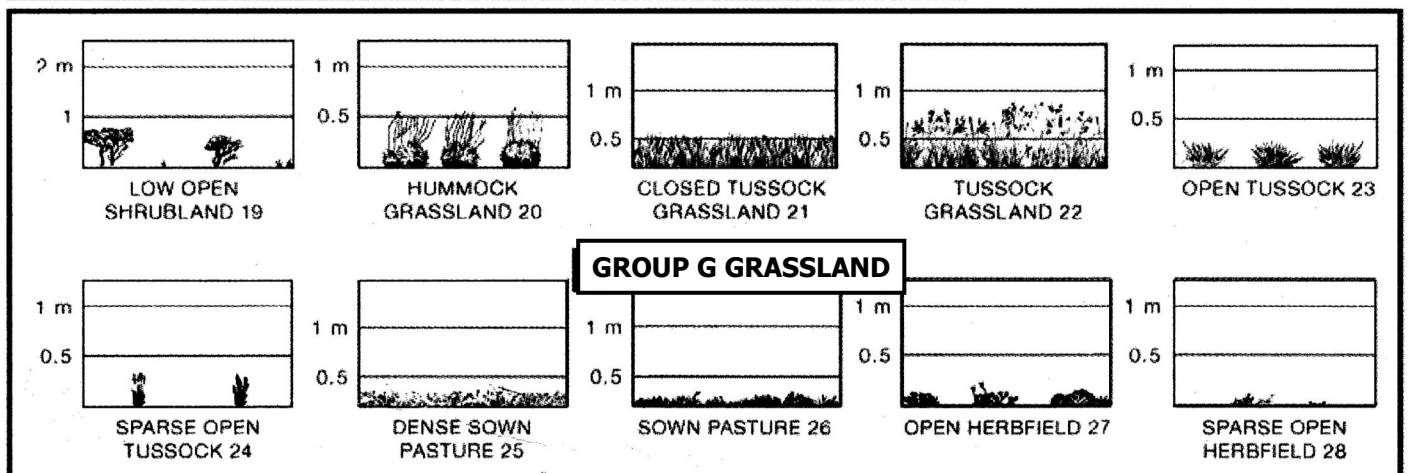 2 m
1
LOW OPEN
SHRUBLAND 19
1 m
0.5
HUMMOCK
GRASSLAND 20
1 m
0.5
CLOSED TUSSOCK
GRASSLAND 21
1 m
0.5
TUSSOCK
GRASSLAND 22
1 m
0.5
OPEN TUSSOCK 23
GROUP G GRASSLAND
1 m
0.5
SPARSE OPEN
TUSSOCK 24
1 m
0.5
DENSE SOWN
PASTURE 25
1 m
0.5
SOWN PASTURE 26
1 m
0.5
OPEN HERBFIELD 27
1 m
0.5
SPARSE OPEN
HERBFIELD 28